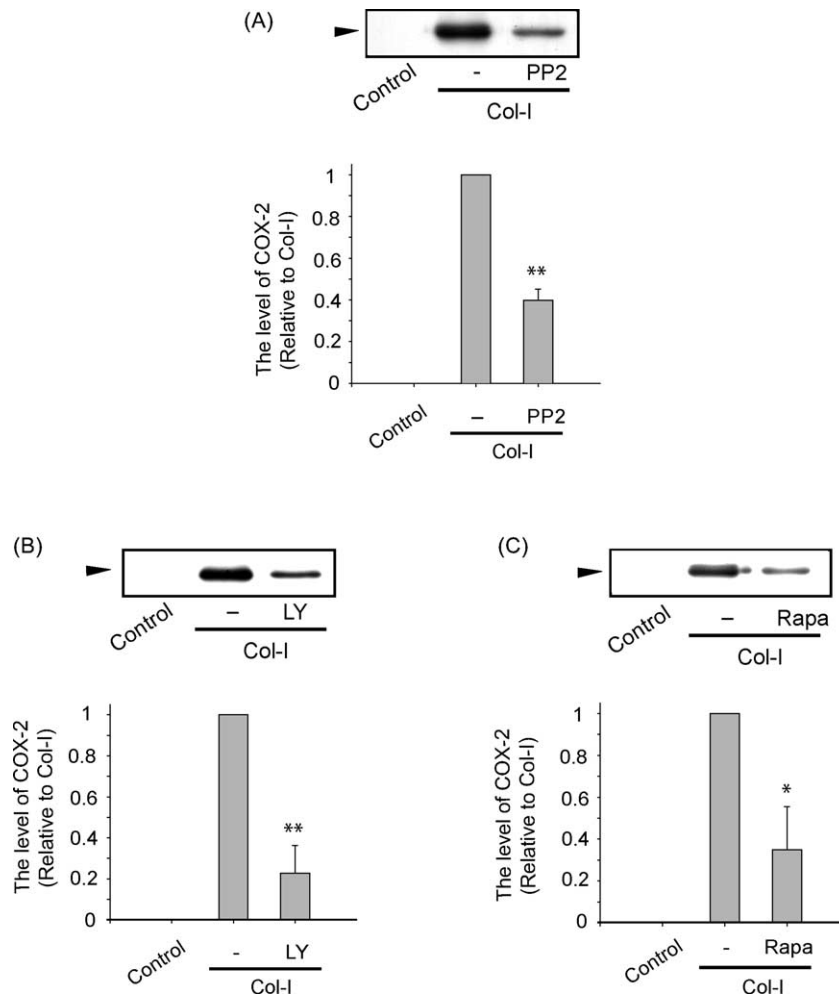 (A)
Control - PP2
Col-I
The level of COX-2
(Relative to Col-I)
1
0.8
0.6
0.4
0.2
0
**
Control – PP2
Col-I
(B)
Control – LY
Col-I
The level of COX-2
(Relative to Col-I)
1
0.8
0.6
0.4
0.2
0
**
Control - LY
Col-I
(C)
Control – Rapa
Col-I
The level of COX-2
(Relative to Col-I)
1
0.8
0.6
0.4
0.2
0
*
Control - Rapa
Col-I